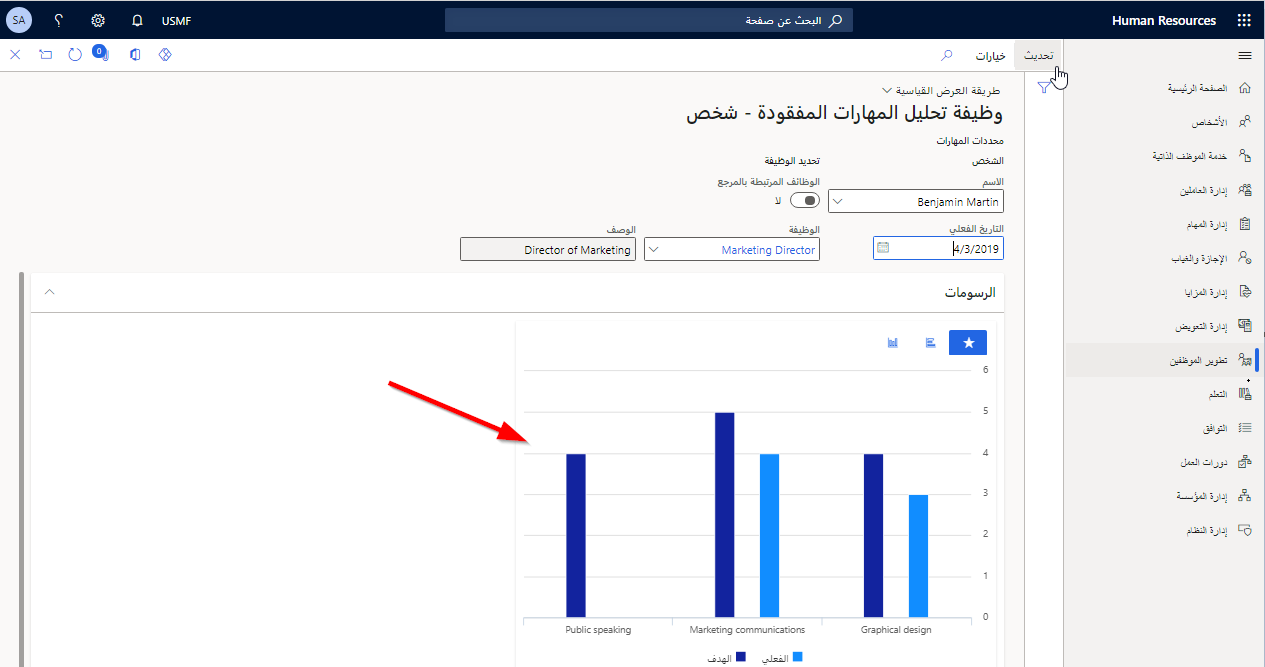 Human Resources
البحث عن صفحة
USMF
SA
تحديث
خيارات
0
الصفحة الرئيسية
الأشخاص
خدمة الموظف الذاتية
إدارة العاملين
إدارة المهام
الإجازة والغياب
إدارة المزايا
إدارة التعويض
تطوير الموظفين
التعلم
التوافق
دورات العمل
إدارة المؤسسة
إدارة النظام
طريقة العرض القياسية
وظيفة تحليل المهارات المفقودة - شخص
محددات المهارات
الشخص
تحديد الوظيفة
الاسم
الوظائف المرتبطة بالمرجع
Benjamin Martin
لا
التاريخ الفعلي
الوظيفة
الوصف
4/3/2019
Marketing Director
Director of Marketing
الرسومات
6
5
4
3
2
1
0
Public speaking
Marketing communications
Graphical design
الفعلي
الهدف